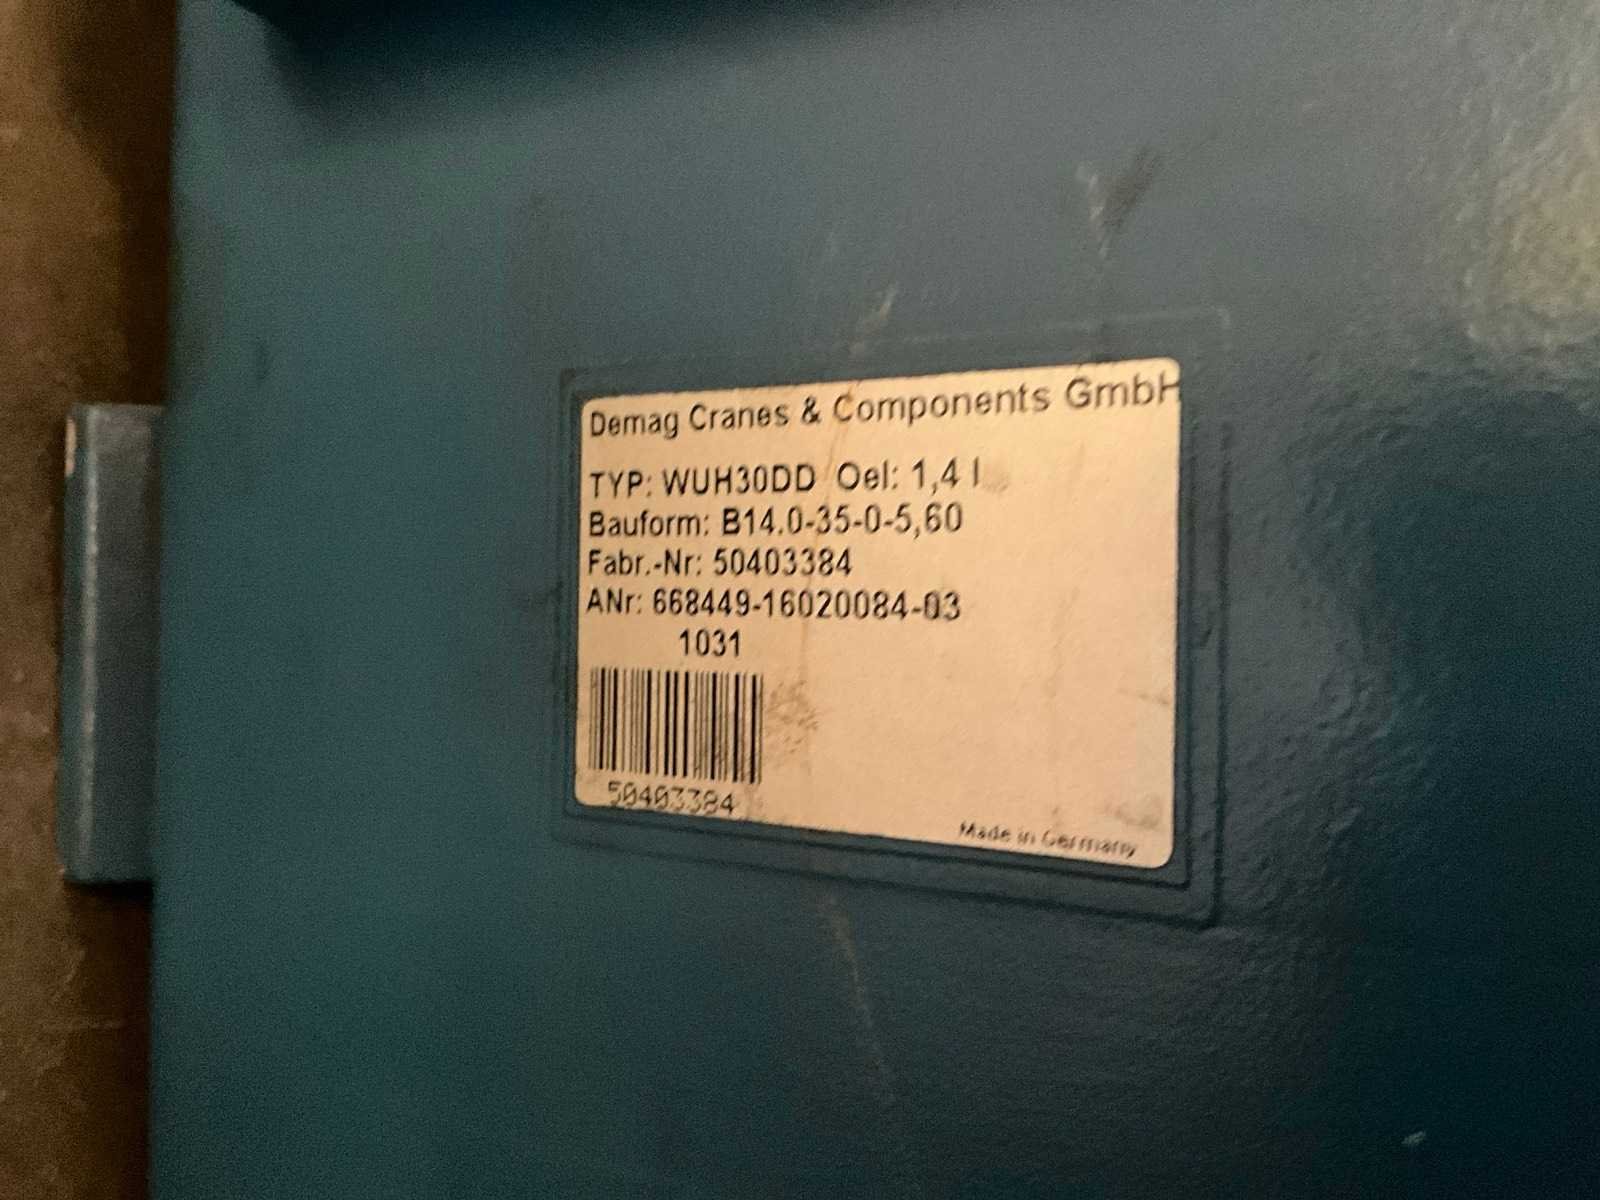 Demag Cranes & Components GmbH
TYP: WUH30DD Oel: 1,4 l
Bauform: B14.0-35-0-5,60
Fabr.-Nr: 50403384
ANr: 668449-16020084-03
1031
50403384
Made in Germany